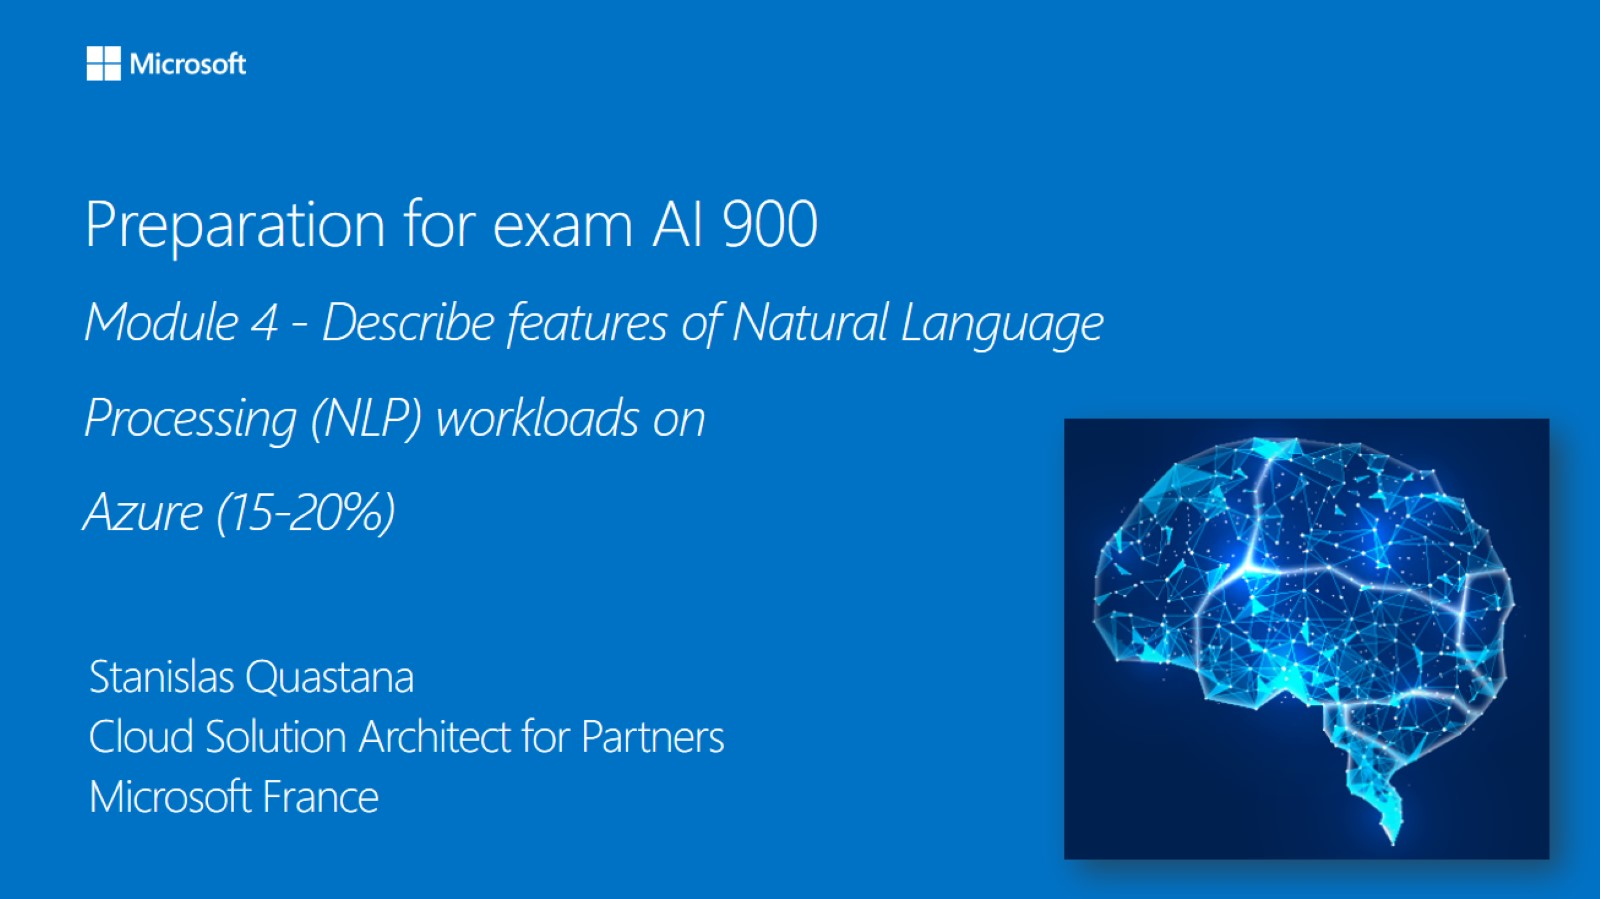 Microsoft
Preparation for exam AI 900
Module 4 - Describe features of Natural Language
Processing (NLP) workloads on
Azure (15-20%)
Stanislas Quastana
Cloud Solution Architect for Partners
Microsoft France